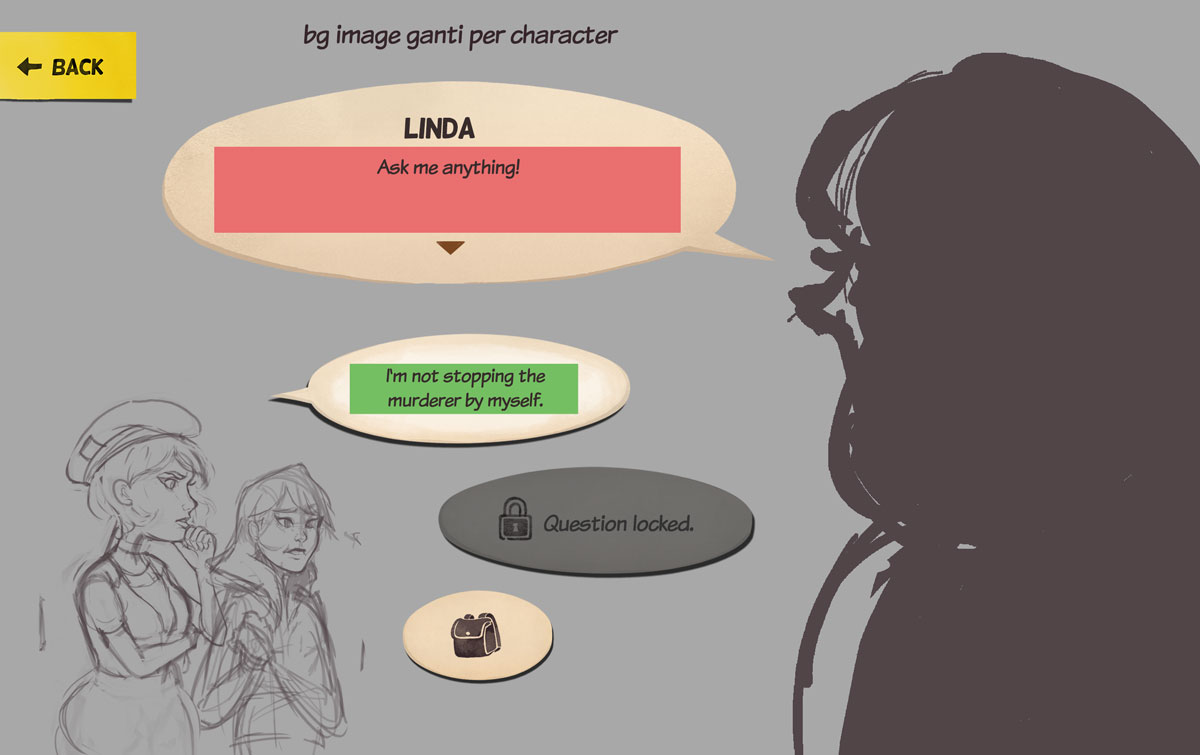 bg image ganti per character
BACK
LINDA
Ask me anything!
I'm not stopping the
murderer by myself.
Question locked.